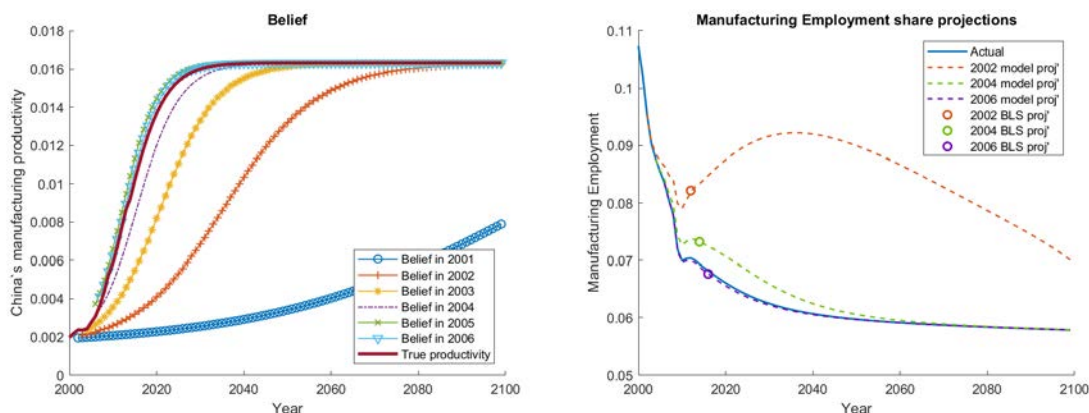 Belief
China`s manufacturing productivity
0.018
0.016
0.014
0.012
0.01
0.008
0.006
0.004
0.002
0
2000
2020
2040
2060
2080
2100
Year
Belief in 2001
Belief in 2002
Belief in 2003
Belief in 2004
Belief in 2005
Belief in 2006
True productivity
Manufacturing Employment share projections
Manufacturing Employment
0.11
0.1
0.09
0.08
0.07
0.06
0.05
2000
2020
2040
2060
2080
2100
Year
Actual
2002 model proj'
2004 model proj'
2006 model proj'
2002 BLS proj'
2004 BLS proj'
2006 BLS proj'